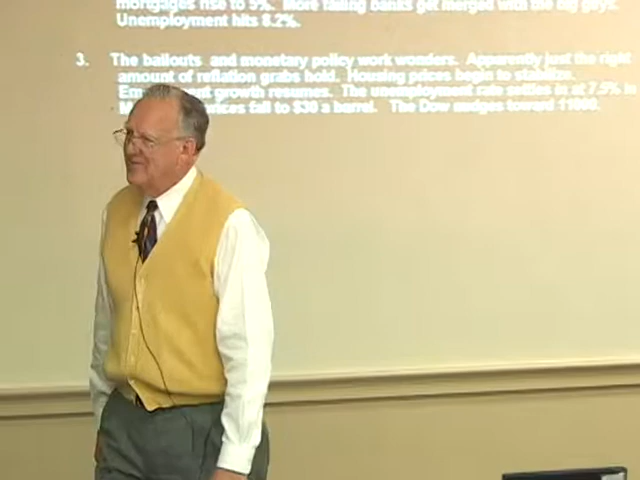 mortgages rise to 5%. More failing banks get merged with the big guys.
Unemployment hits 8.2%.
3. The bailouts and monetary policy work wonders. Apparently just the right
amount of reflation grabs hold. Housing prices begin to stabilize.
growth resumes. The unemployment rate settles in at 7.5% in
prices fall to $30 a barrel. The Dow nudges toward